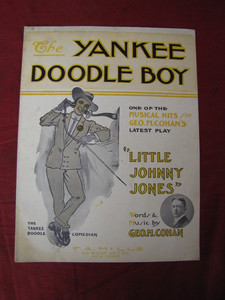 The YANKEE
DOODLE BOY
ONE OF THE
MUSICAL HITS FROM
GEO. M. COHAN'S
LATEST PLAY
"LITTLE
JOHNNY
JONES"
THE
YANKEE
DOODLE COMEDIAN
Words &
Music by
GEO. M. COHAN